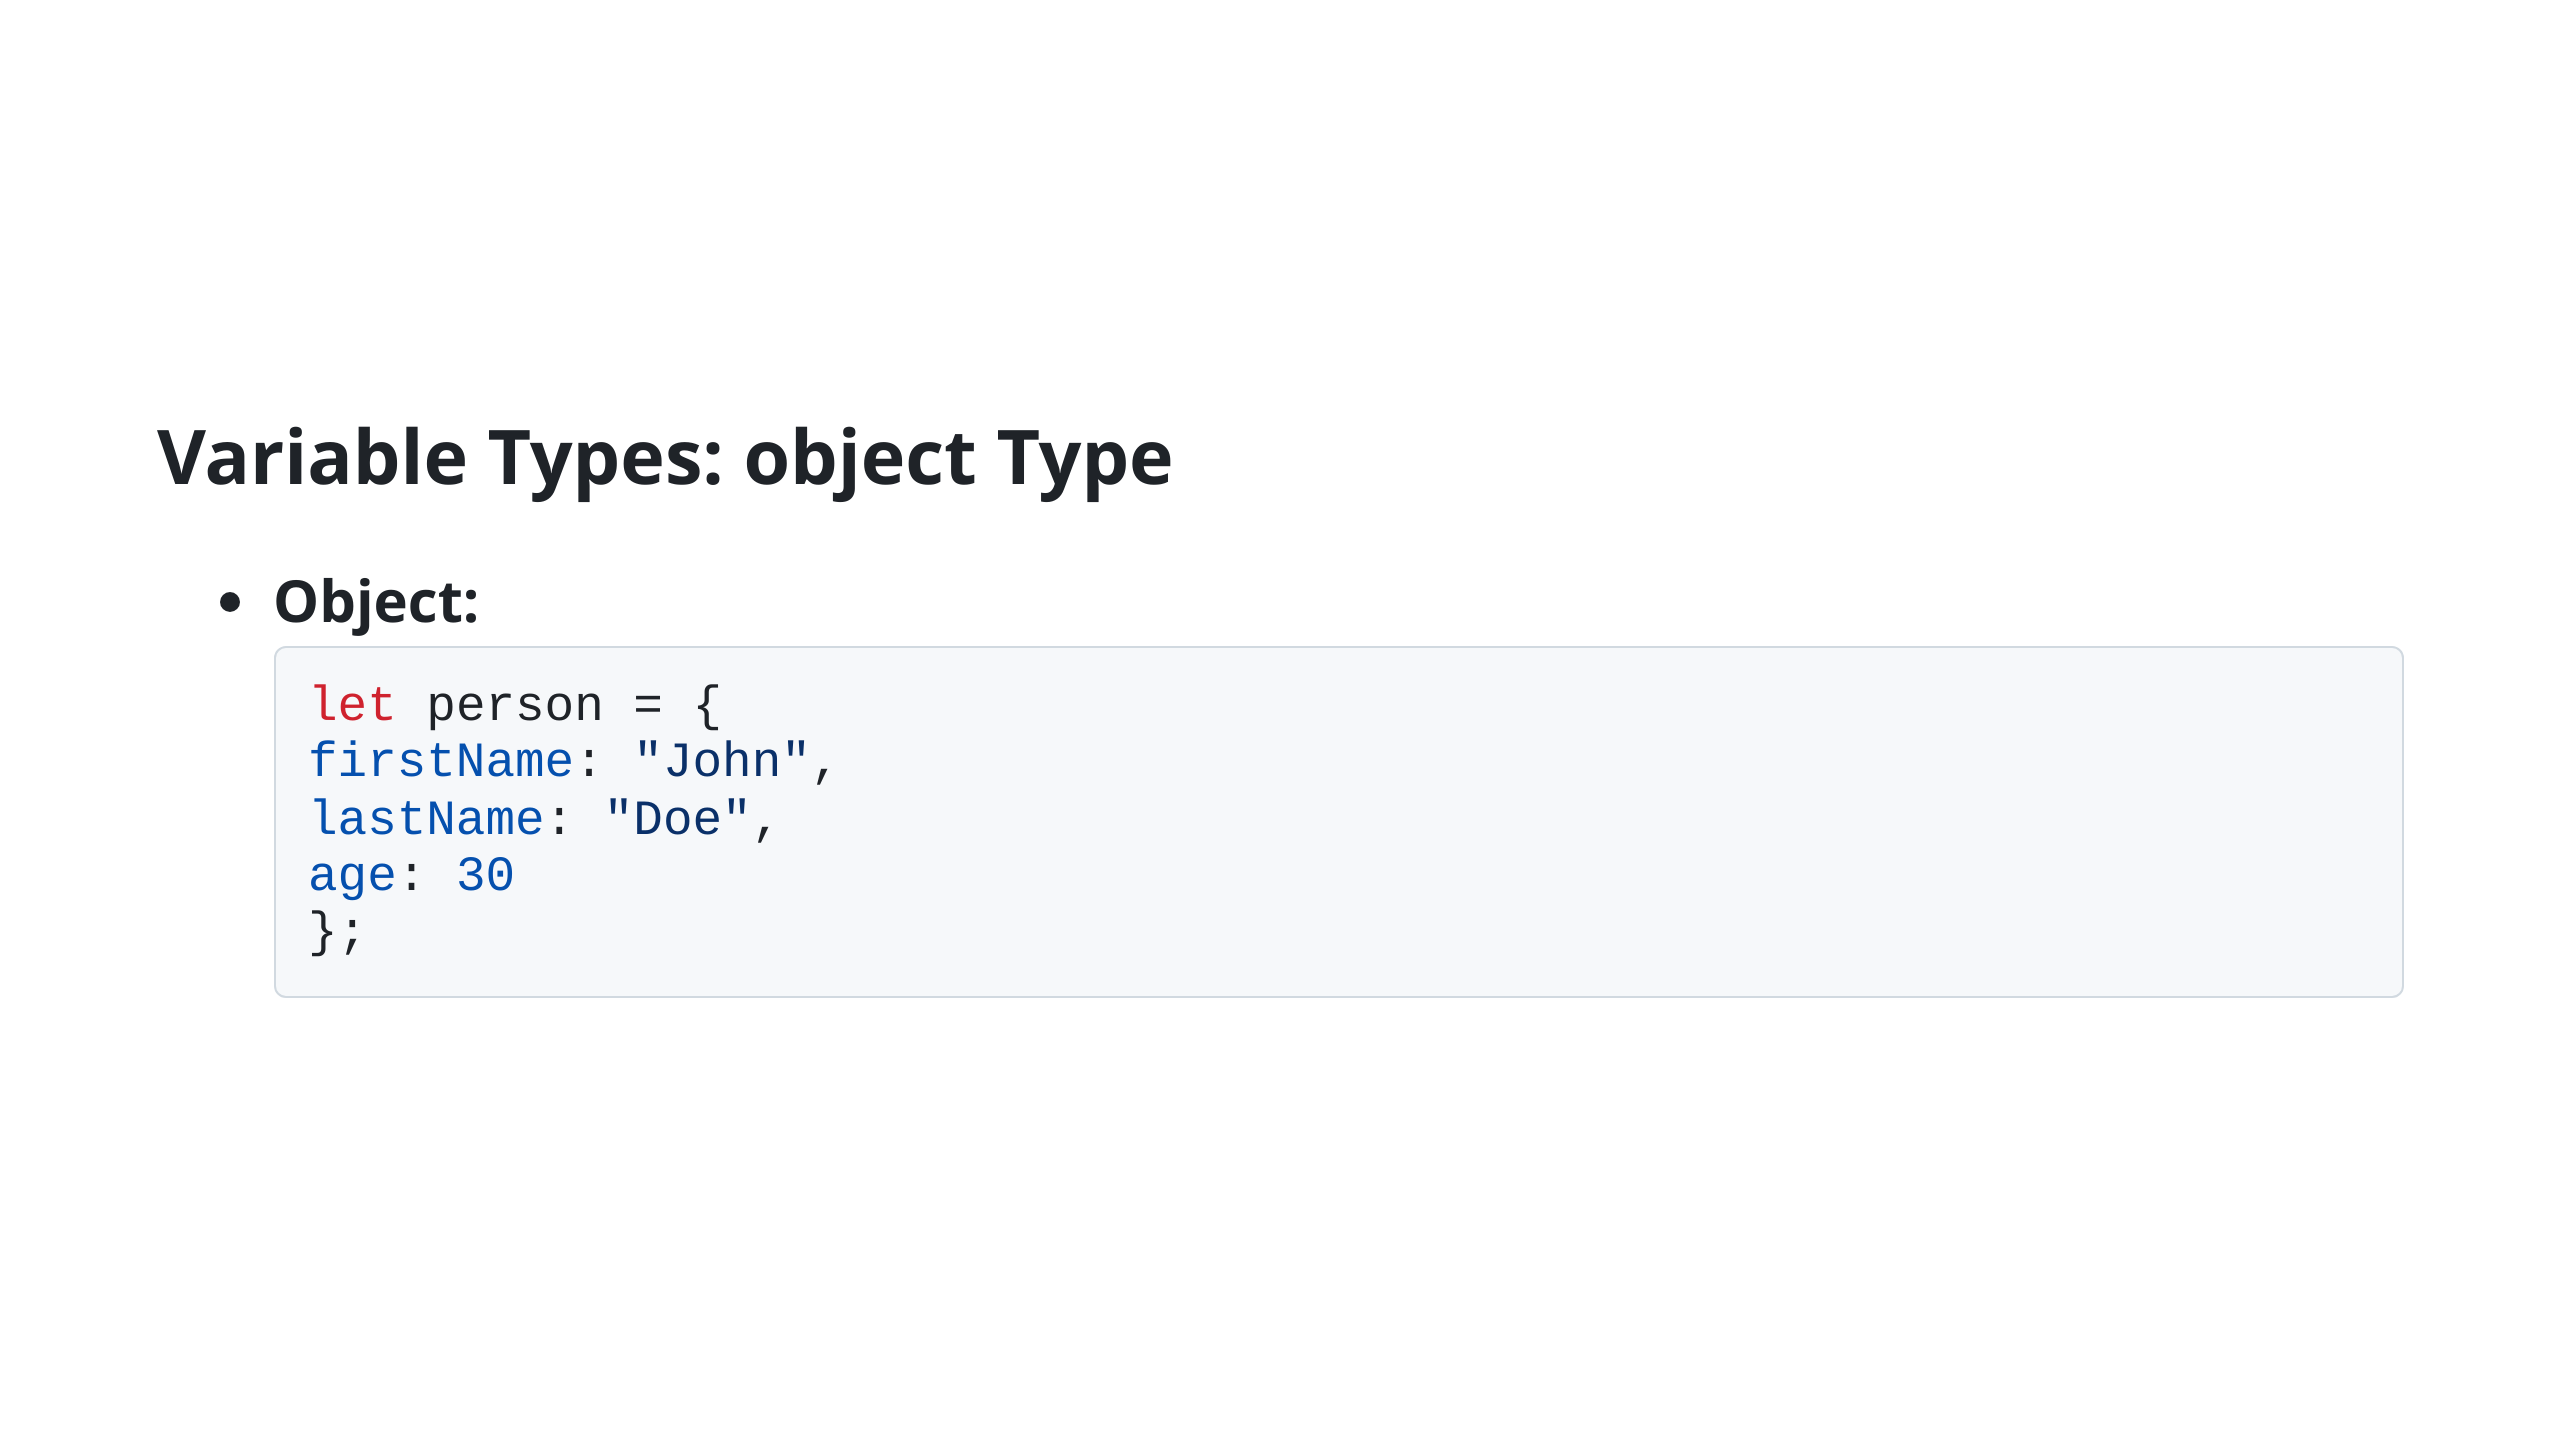 Variable Types: object Type
• Object:
let person = {
firstName: "John",
lastName: "Doe",
age: 30
};